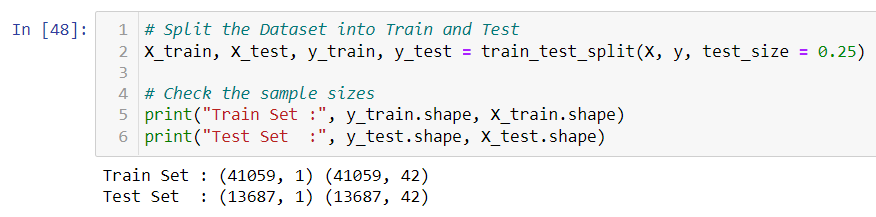 In [48]:
1 # Split the Dataset into Train and Test
2 X_train, X_test, y_train, y_test = train_test_split(X, y, test_size = 0.25)
3
4 # Check the sample sizes
5 print("Train Set :", y_train.shape, X_train.shape)
6 print("Test Set  :", y_test.shape, X_test.shape)
Train Set : (41059, 1) (41059, 42)
Test Set  : (13687, 1) (13687, 42)